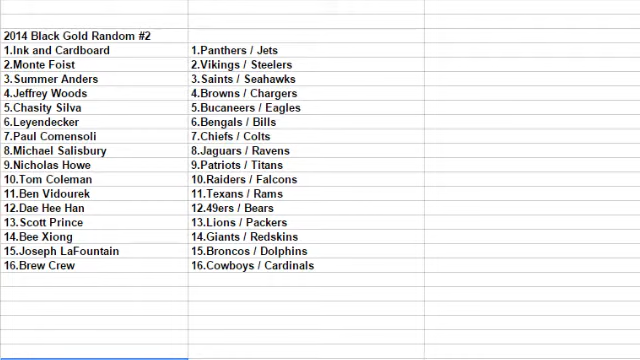 2014 Black Gold Random #2
1.Ink and Cardboard 1.Panthers / Jets
2.Monte Foist 2.Vikings / Steelers
3.Summer Anders 3.Saints / Seahawks
4.Jeffrey Woods 4.Browns / Chargers
5.Chasity Silva 5.Bucaneers / Eagles
6.Leyendecker 6.Bengals / Bills
7.Paul Comensoli 7.Chiefs / Colts
8.Michael Salisbury 8.Jaguars / Ravens
9.Nicholas Howe 9.Patriots / Titans
10.Tom Coleman 10.Raiders / Falcons
11.Ben Vidourek 11.Texans / Rams
12.Dae Hee Han 12.49ers / Bears
13.Scott Prince 13.Lions / Packers
14.Bee Xiong 14.Giants / Redskins
15.Joseph LaFountain 15.Broncos / Dolphins
16.Brew Crew 16.Cowboys / Cardinals